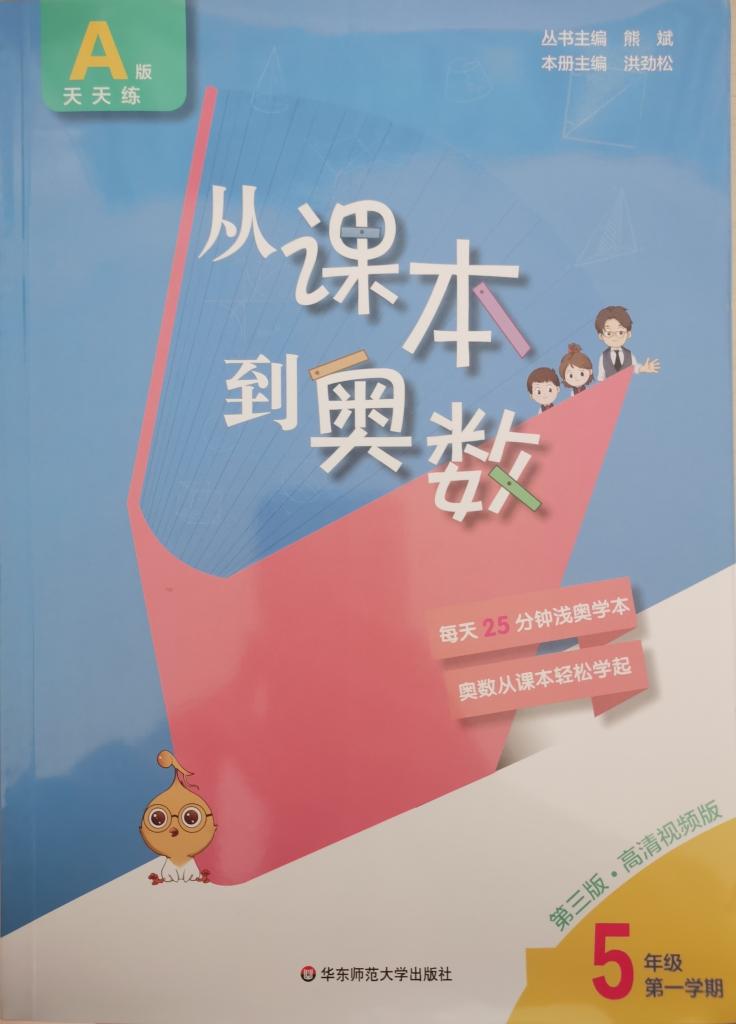 A版
天天练
丛书主编 熊斌
本册主编 洪劲松
从课本
到奥数
每天25分钟浅奥学本
奥数从课本轻松学起
第三版·高清视频版
5年级
第一学期
华东师范大学出版社